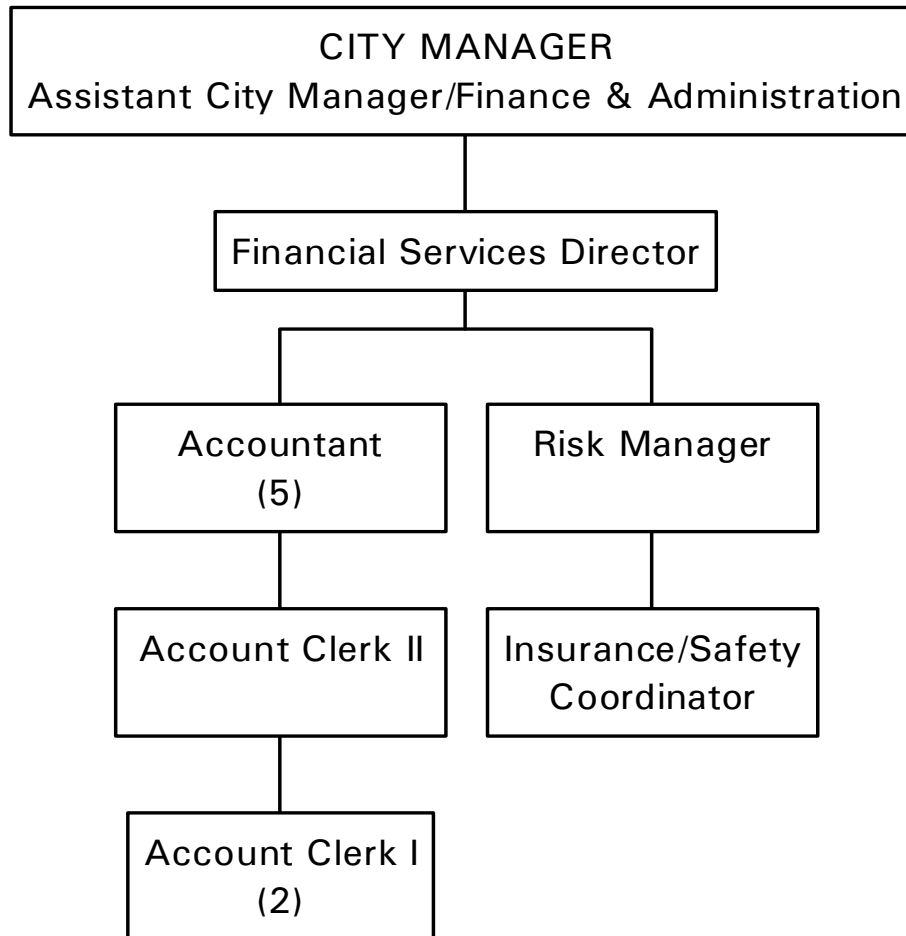 CITY MANAGER
Assistant City Manager/Finance & Administration
Financial Services Director
Accountant
(5)
Risk Manager
Account Clerk II
Insurance/Safety
Coordinator
Account Clerk I
(2)